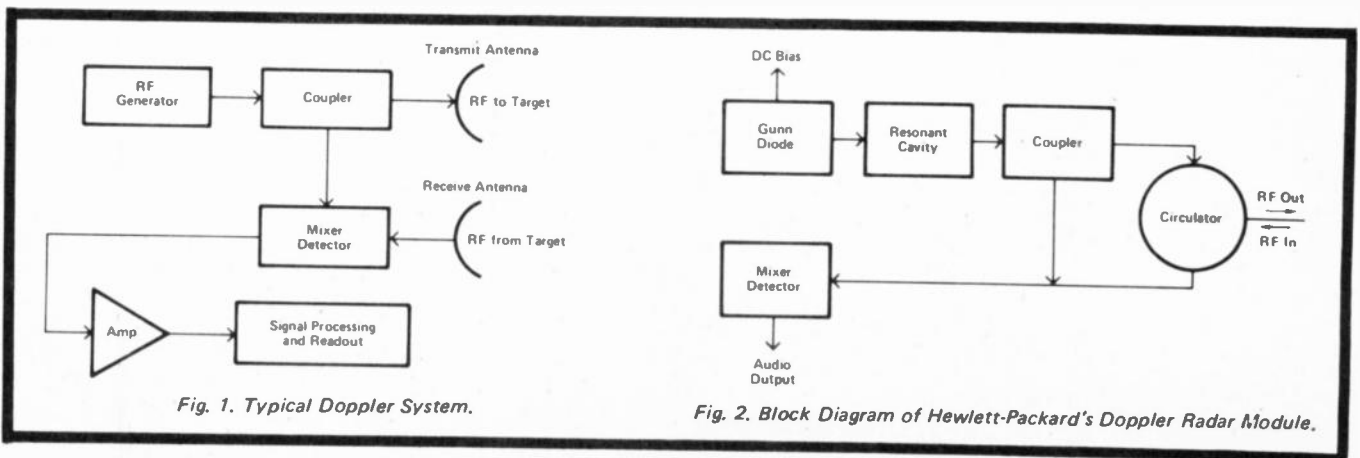 Transmit Antenna
RF
Generator
Coupler
RF to Target
Receive Antenna
Mixer
Detector
RF from Target
Amp
Signal Processing
and Readout
Fig. 1. Typical Doppler System.
DC Bias
Gunn
Diode
Resonant
Cavity
Coupler
Circulator
RF Out
RF In
Mixer
Detector
Audio
Output
Fig. 2. Block Diagram of Hewlett-Packard's Doppler Radar Module.